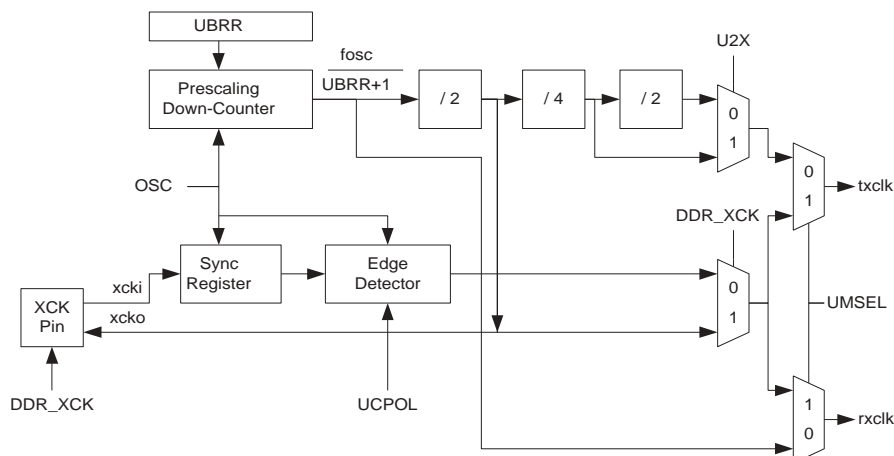 UBRR
fosc
U2X
Prescaling
Down-Counter
UBRR+1
/ 2
/ 4
/ 2
0
1
OSC
0
1
txclk
DDR_XCK
Sync
Register
Edge
Detector
xcki
0
1
XCK
Pin
xcko
UMSEL
DDR_XCK
UCPOL
1
0
rxclk